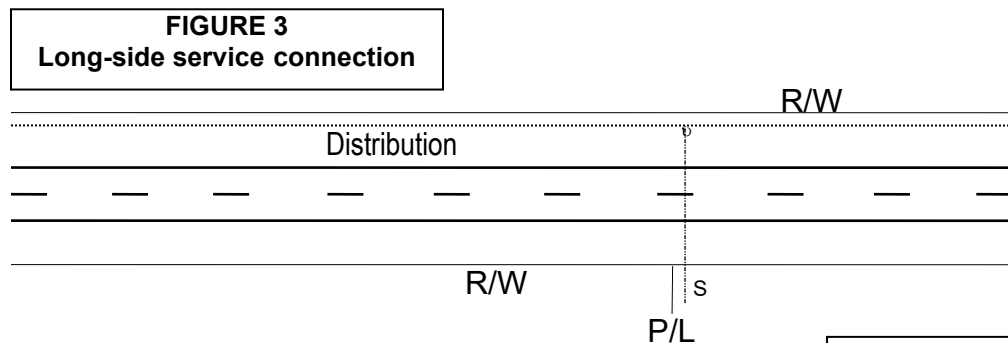 FIGURE 3
Long-side service connection
R/W
Distribution
R/W
S
P/L